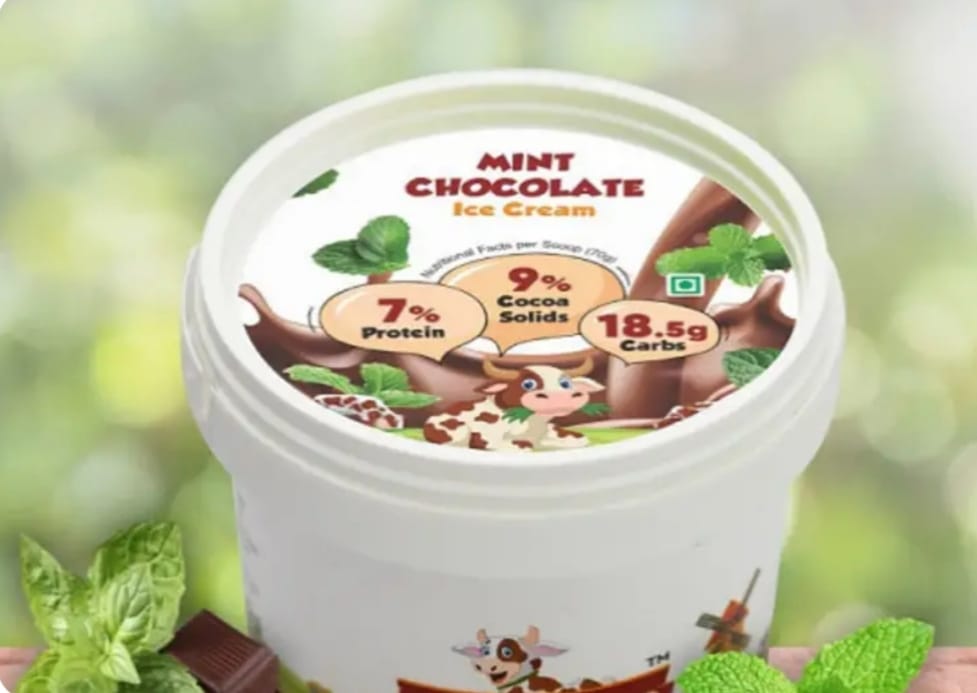 MINT
CHOCOLATE
Ice Cream
Nutritional Facts per Scoop (70g)
9%
Cocoa
Solids
7%
Protein
18.5g
Carbs
TM